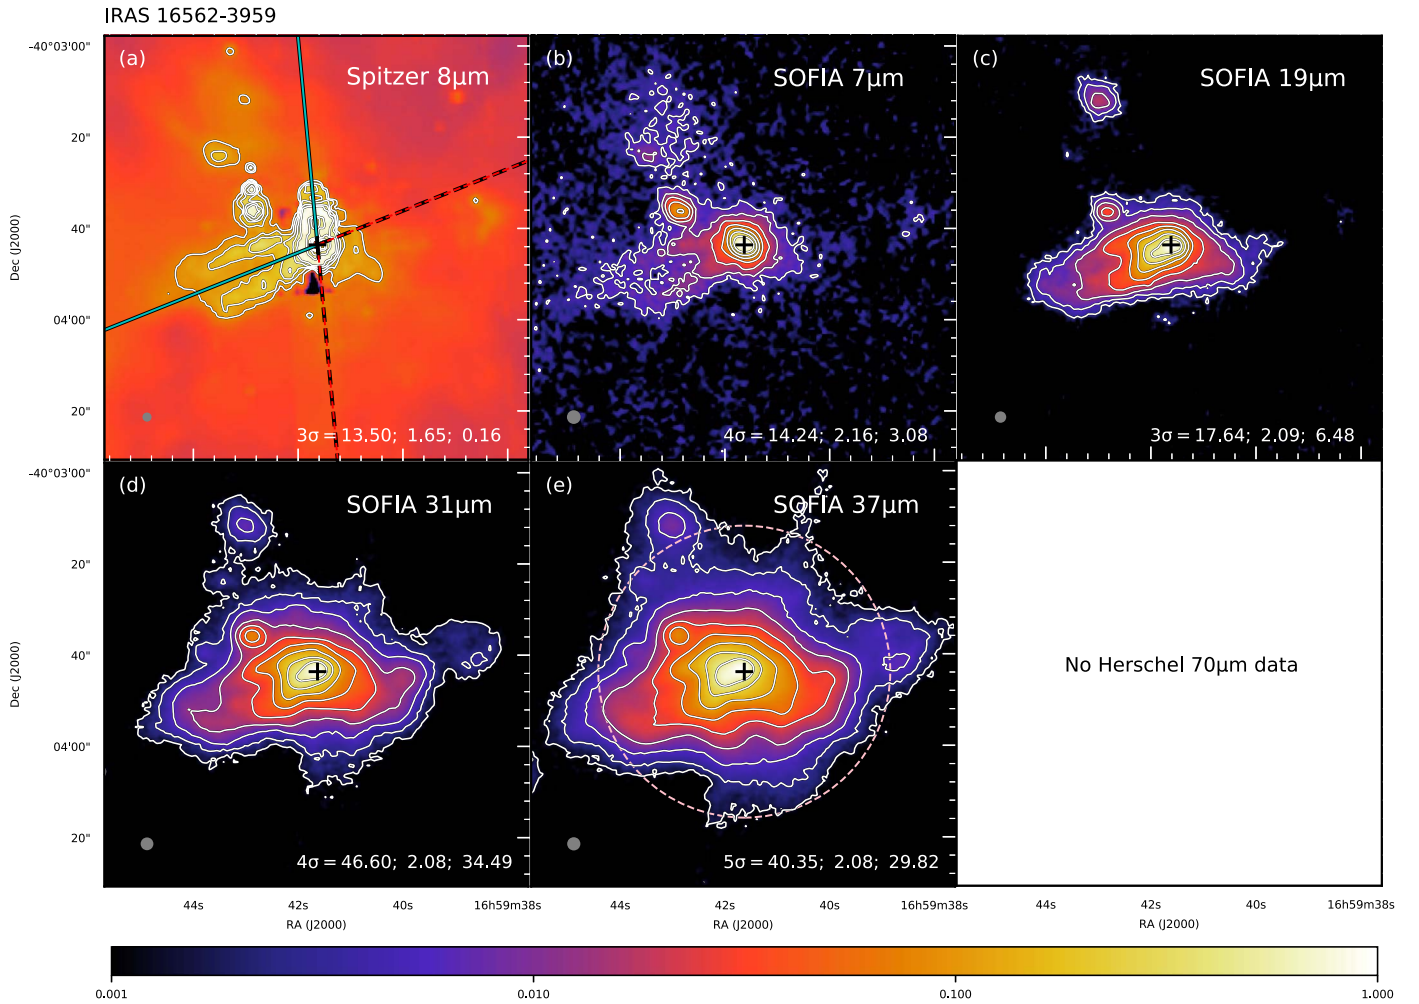 IRAS 16562-3959
(a)
Spitzer 8μm
(b)
SOFIA 7μm
(c)
SOFIA 19μm
-40°03'00"
20"
40"
04'00"
20"
Dec (J2000)
3σ = 13.50; 1.65; 0.16
4σ = 14.24; 2.16; 3.08
3σ = 17.64; 2.09; 6.48
(d)
SOFIA 31μm
(e)
SOFIA 37μm
No Herschel 70μm data
-40°03'00"
20"
40"
04'00"
20"
Dec (J2000)
4σ = 46.60; 2.08; 34.49
5σ = 40.35; 2.08; 29.82
44s 42s 40s 16h59m38s
RA (J2000)
44s 42s 40s 16h59m38s
RA (J2000)
44s 42s 40s 16h59m38s
RA (J2000)
0.001 0.010 0.100 1.000